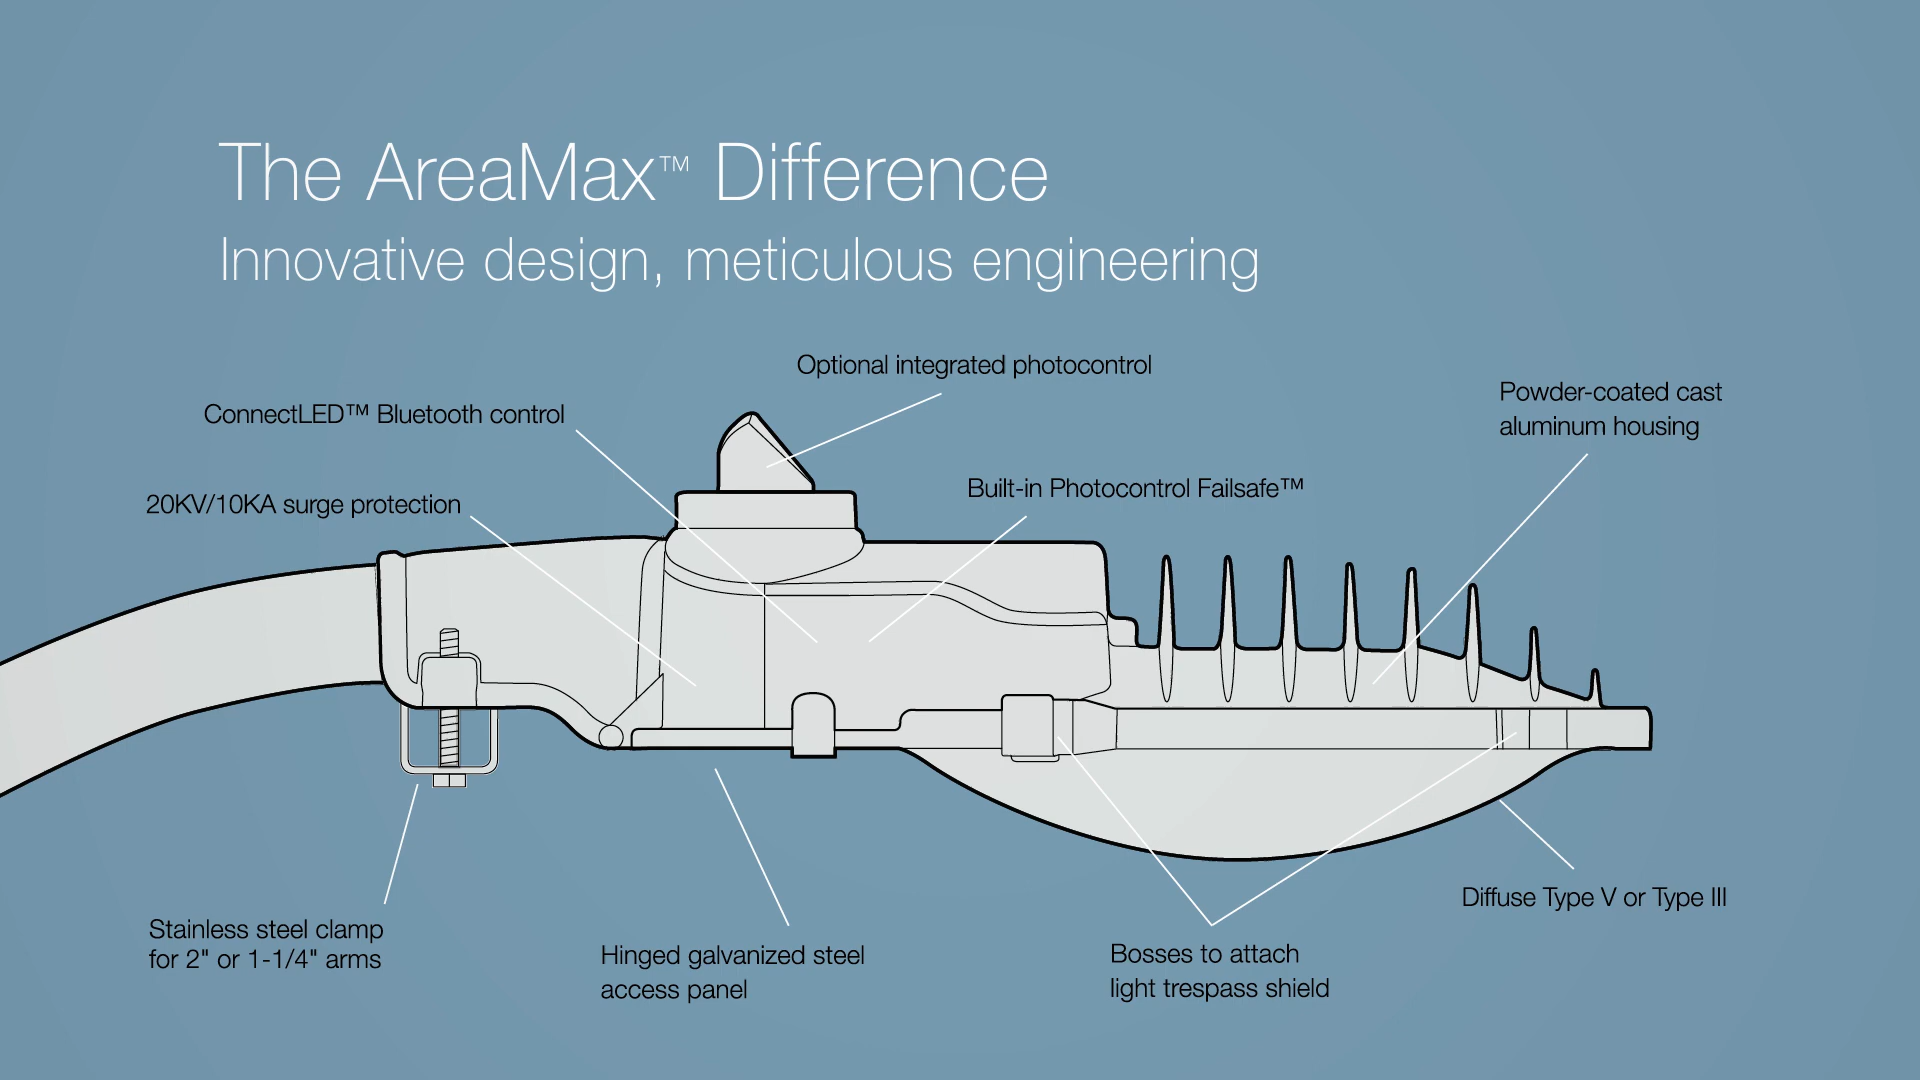 The AreaMax™ Difference
Innovative design, meticulous engineering
Optional integrated photocontrol
ConnectLED™ Bluetooth control
Powder-coated cast
aluminum housing
20KV/10KA surge protection
Built-in Photocontrol Failsafe™
Stainless steel clamp
for 2" or 1-1/4" arms
Hinged galvanized steel
access panel
Bosses to attach
light trespass shield
Diffuse Type V or Type III